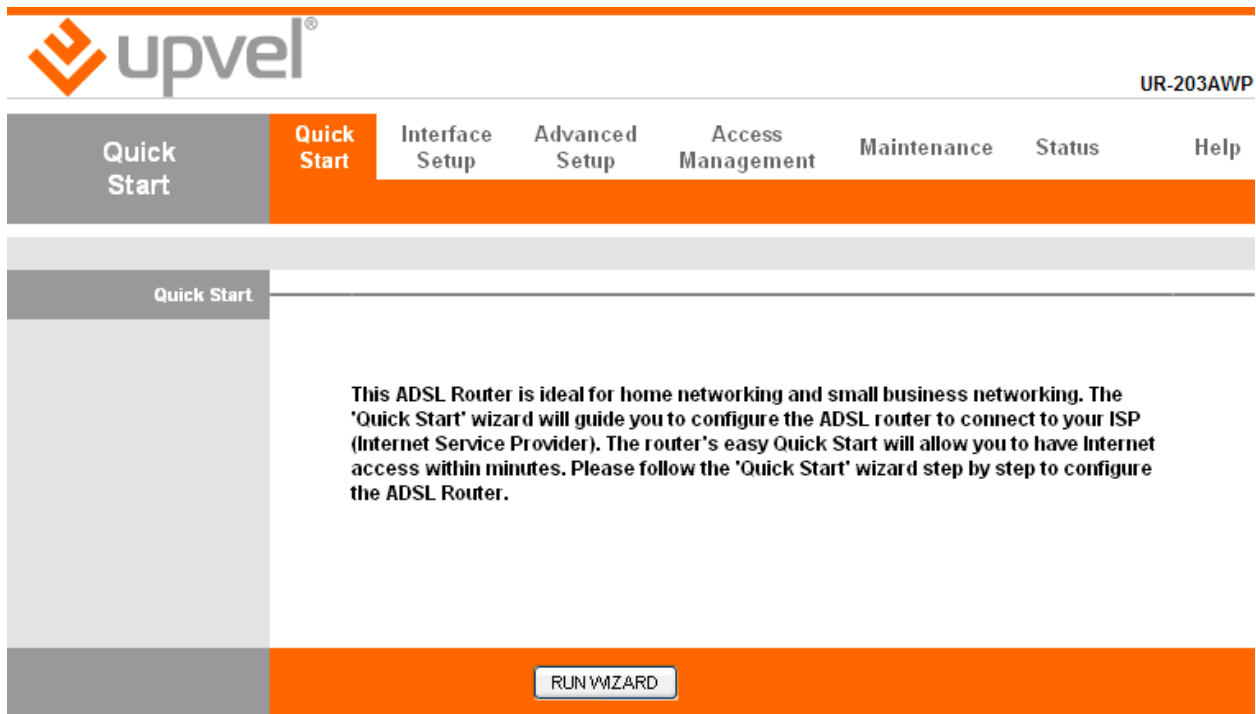 upvel®
UR-203AWP
Quick
Start
Quick
Start
Interface
Setup
Advanced
Setup
Access
Management
Maintenance
Status
Help
Quick Start
This ADSL Router is ideal for home networking and small business networking. The
'Quick Start' wizard will guide you to configure the ADSL router to connect to your ISP
(Internet Service Provider). The router's easy Quick Start will allow you to have Internet
access within minutes. Please follow the 'Quick Start' wizard step by step to configure
the ADSL Router.
RUN WIZARD